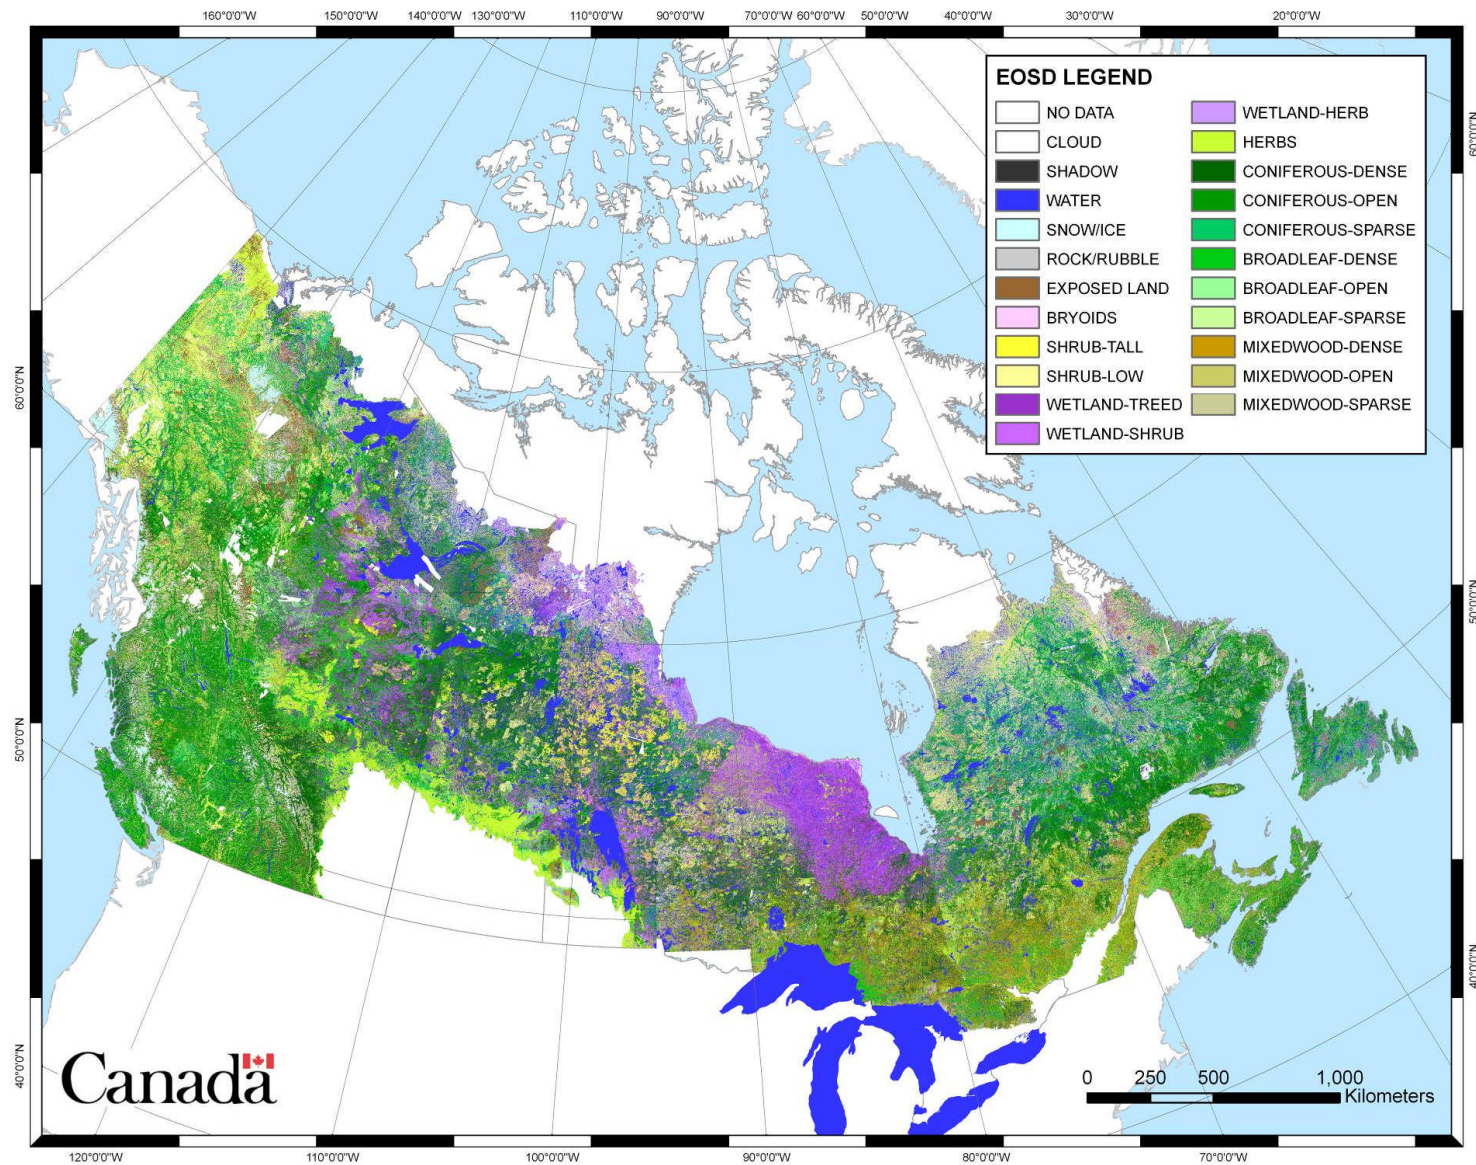 160°0'0"W 150°0'0"W 140°0'0"W 130°0'0"W 110°0'0"W 90°0'0"W 70°0'0"W 60°0'0"W 50°0'0"W 40°0'0"W 30°0'0"W 20°0'0"W
EOSD LEGEND
NO DATA
CLOUD
SHADOW
WATER
SNOW/ICE
ROCK/RUBBLE
EXPOSED LAND
BRYOIDS
SHRUB-TALL
SHRUB-LOW
WETLAND-TREED
WETLAND-SHRUB
WETLAND-HERB
HERBS
CONIFEROUS-DENSE
CONIFEROUS-OPEN
CONIFEROUS-SPARSE
BROADLEAF-DENSE
BROADLEAF-OPEN
BROADLEAF-SPARSE
MIXEDWOOD-DENSE
MIXEDWOOD-OPEN
MIXEDWOOD-SPARSE
60°0'0"N
50°0'0"N
40°0'0"N
60°0'0"N
50°0'0"N
40°0'0"N
Canada
0 250 500 1,000
Kilometers
120°0'0"W 110°0'0"W 100°0'0"W 90°0'0"W 80°0'0"W 70°0'0"W